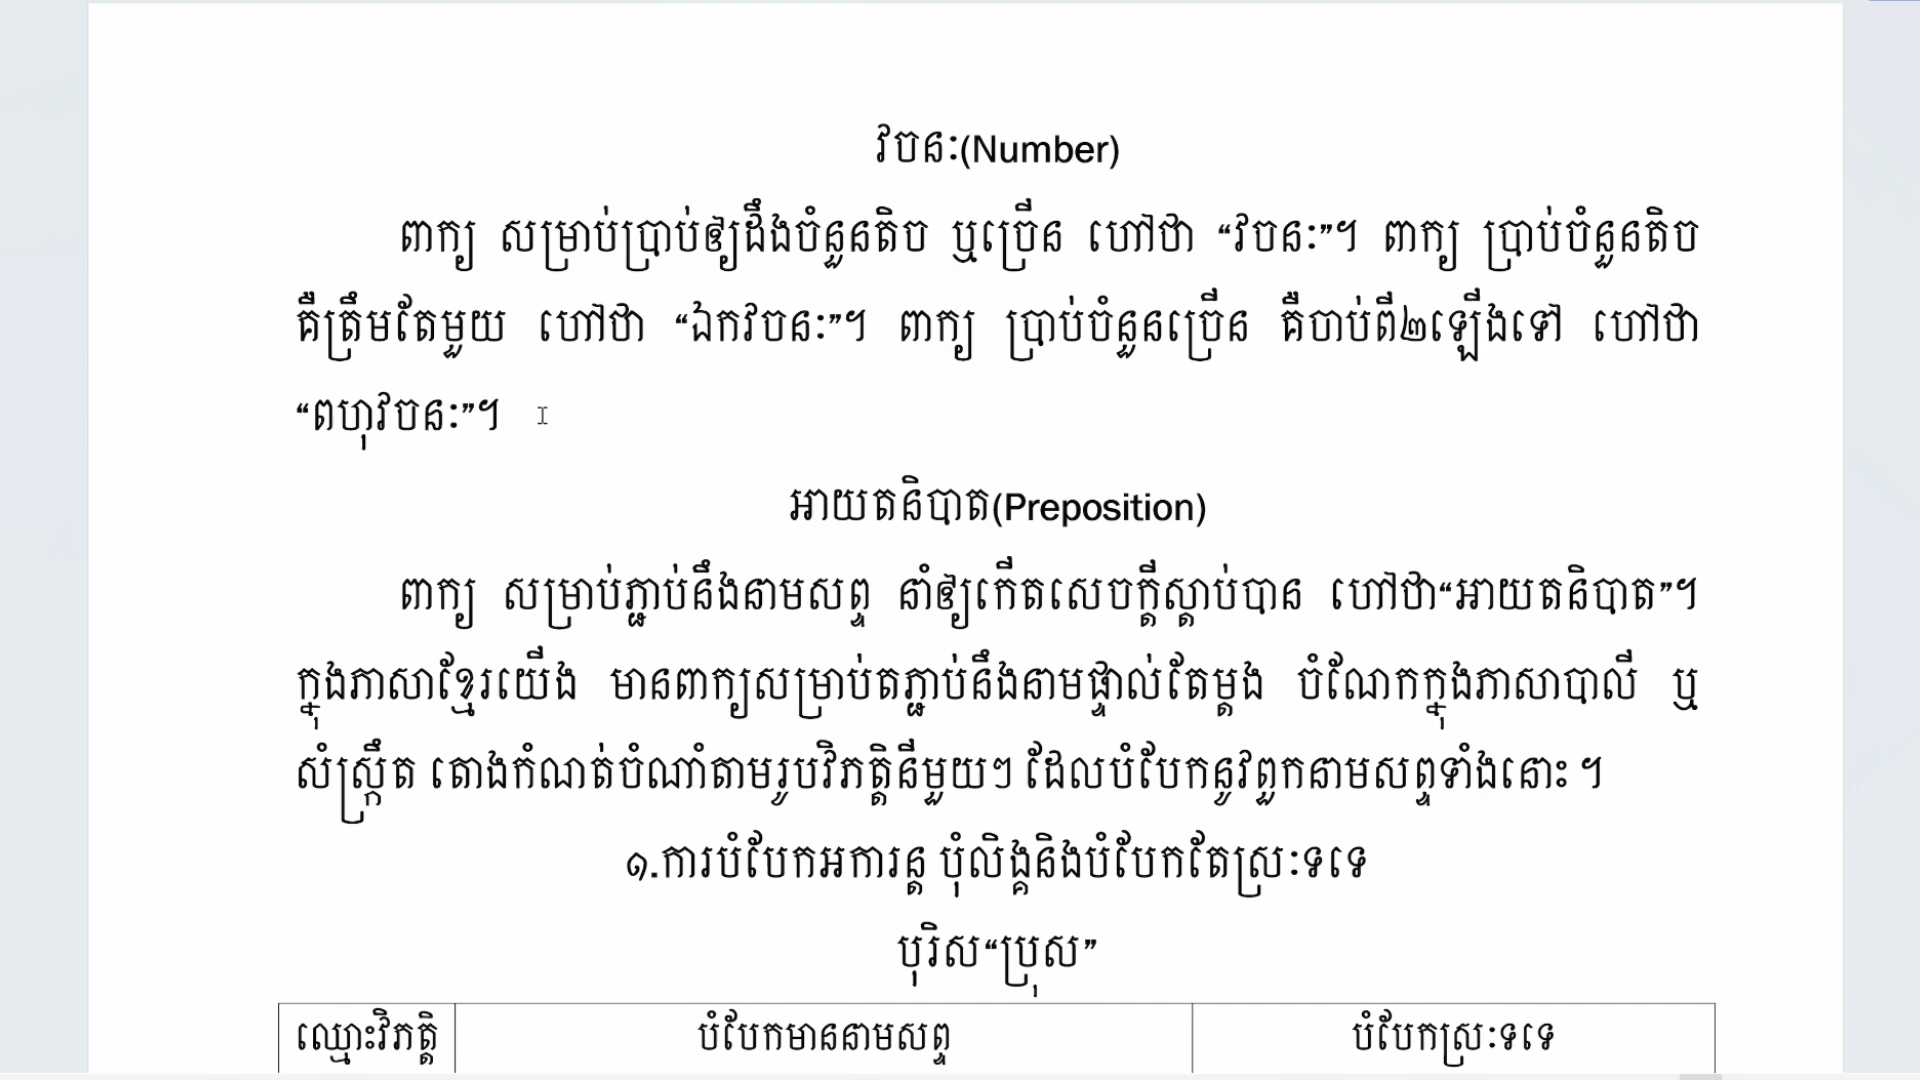 វចនៈ(Number)
ពាក្យ សម្រាប់ប្រាប់ឲ្យដឹងចំនួនតិច ឬច្រើន ហៅថា “វចនៈ”។ ពាក្យ ប្រាប់ចំនួនតិច
គឺត្រឹមតែមួយ ហៅថា “ឯកវចនៈ”។ ពាក្យ ប្រាប់ចំនួនច្រើន គឺចាប់ពី២ឡើងទៅ ហៅថា
“ពហុវចនៈ”។
អាយតនិបាត(Preposition)
ពាក្យ សម្រាប់ភ្ជាប់នឹងនាមសព្ទ នាំឲ្យកើតសេចក្តីស្តាប់បាន ហៅថា“អាយតនិបាត”។
ក្នុងភាសាខ្មែរយើង មានពាក្យសម្រាប់តភ្ជាប់នឹងនាមផ្ទាល់តែម្តង ចំណែកក្នុងភាសាបាលី ឬ
សំស្ក្រឹត តោងកំណត់ចំណាំតាមរូបវិភត្តិនីមួយៗ ដែលបំបែកនូវពួកនាមសព្ទទាំងនោះ ។
១.ការបំបែកអការន្ត បុំលិង្គនិងបំបែកតែស្រៈទទេ
បុរិស“ប្រុស”
ឈ្មោះវិភត្តិ
បំបែកមាននាមសព្ទ
បំបែកស្រៈទទេ